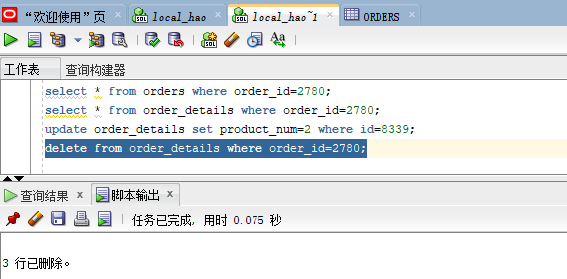 “欢迎使用”页 local_hao local_hao~1 ORDERS
SQL SQL
Aa
工作表 查询构建器
select * from orders where order_id=2780;
select * from order_details where order_id=2780;
update order_details set product_num=2 where id=8339;
delete from order_details where order_id=2780;
查询结果 x 脚本输出 x
任务已完成, 用时 0.075 秒
3 行已删除。